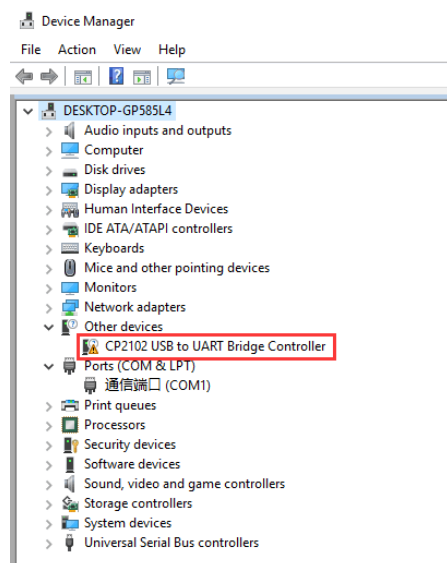 Device Manager
File Action View Help
DESKTOP-GP585L4
Audio inputs and outputs
Computer
Disk drives
Display adapters
Human Interface Devices
IDE ATA/ATAPI controllers
Keyboards
Mice and other pointing devices
Monitors
Network adapters
Other devices
CP2102 USB to UART Bridge Controller
Ports (COM & LPT)
通信端口 (COM1)
Print queues
Processors
Security devices
Software devices
Sound, video and game controllers
Storage controllers
System devices
Universal Serial Bus controllers